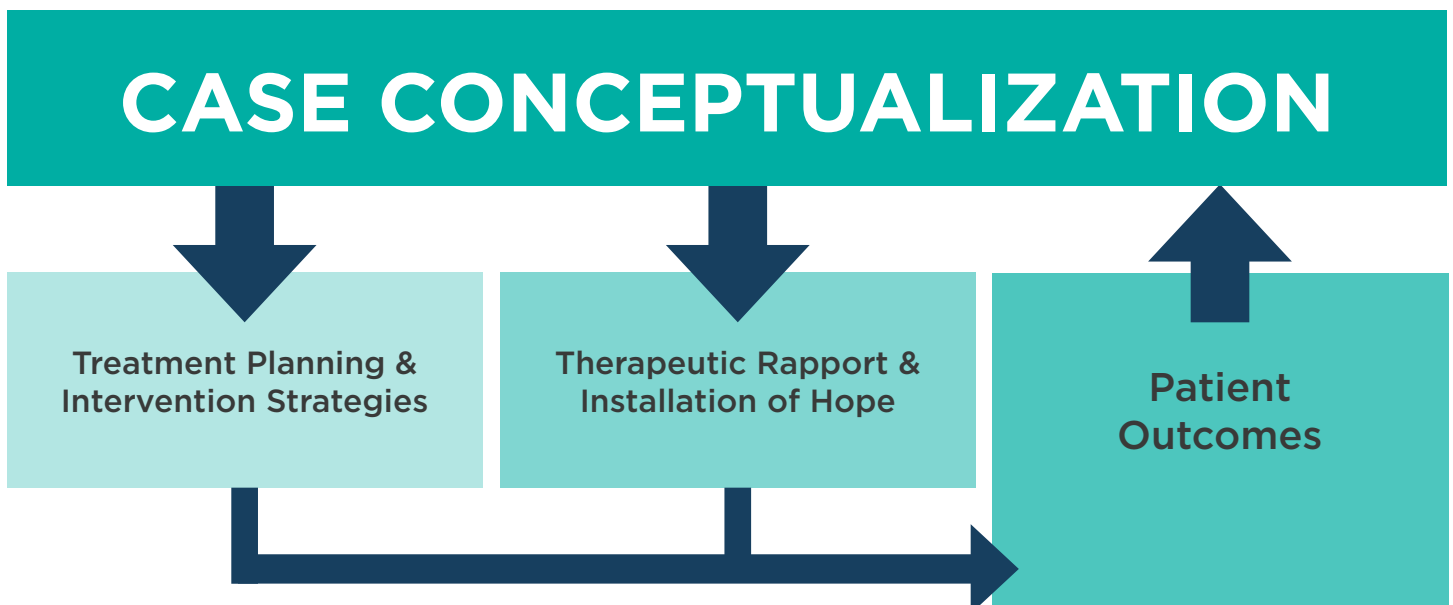 CASE CONCEPTUALIZATION
Treatment Planning &
Intervention Strategies
Therapeutic Rapport &
Installation of Hope
Patient
Outcomes